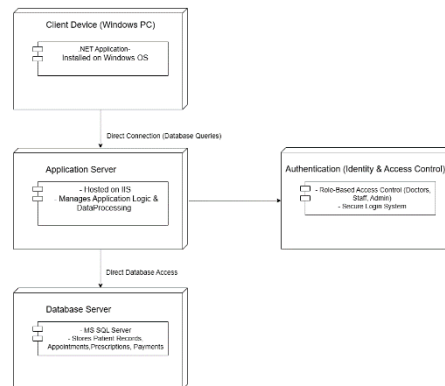 Client Device (Windows PC)
.NET Application-
Installed on Windows OS
Direct Connection (Database Queries)
Application Server
- Hosted on IIS
- Manages Application Logic &
DataProcessing
Authentication (Identity & Access Control)
- Role-Based Access Control (Doctors,
Staff, Admin)
- Secure Login System
Direct Database Access
Database Server
- MS SQL Server
- Stores Patient Records,
Appointments,Prescriptions, Payments